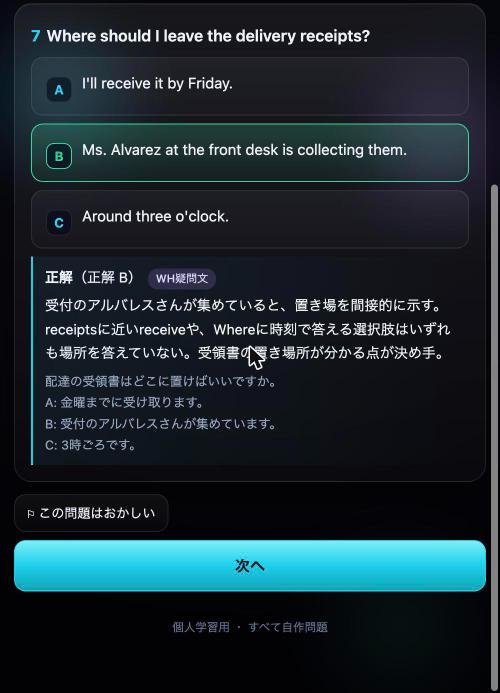 7 Where should I leave the delivery receipts?
A I'll receive it by Friday.
B Ms. Alvarez at the front desk is collecting them.
C Around three o'clock.
正解（正解 B） WH疑問文
受付のアルバレスさんが集めていると、置き場を間接的に示す。
receiptsに近いreceiveや、Whereに時刻で答える選択肢はいずれ
も場所を答えていない。受領書の置き場所が分かる点が決め手。
配達の受領書はどこに置けばいいですか。
A: 金曜までに受け取ります。
B: 受付のアルバレスさんが集めています。
C: 3時ごろです。
⚐ この問題はおかしい
次へ
個人学習用 ・ すべて自作問題